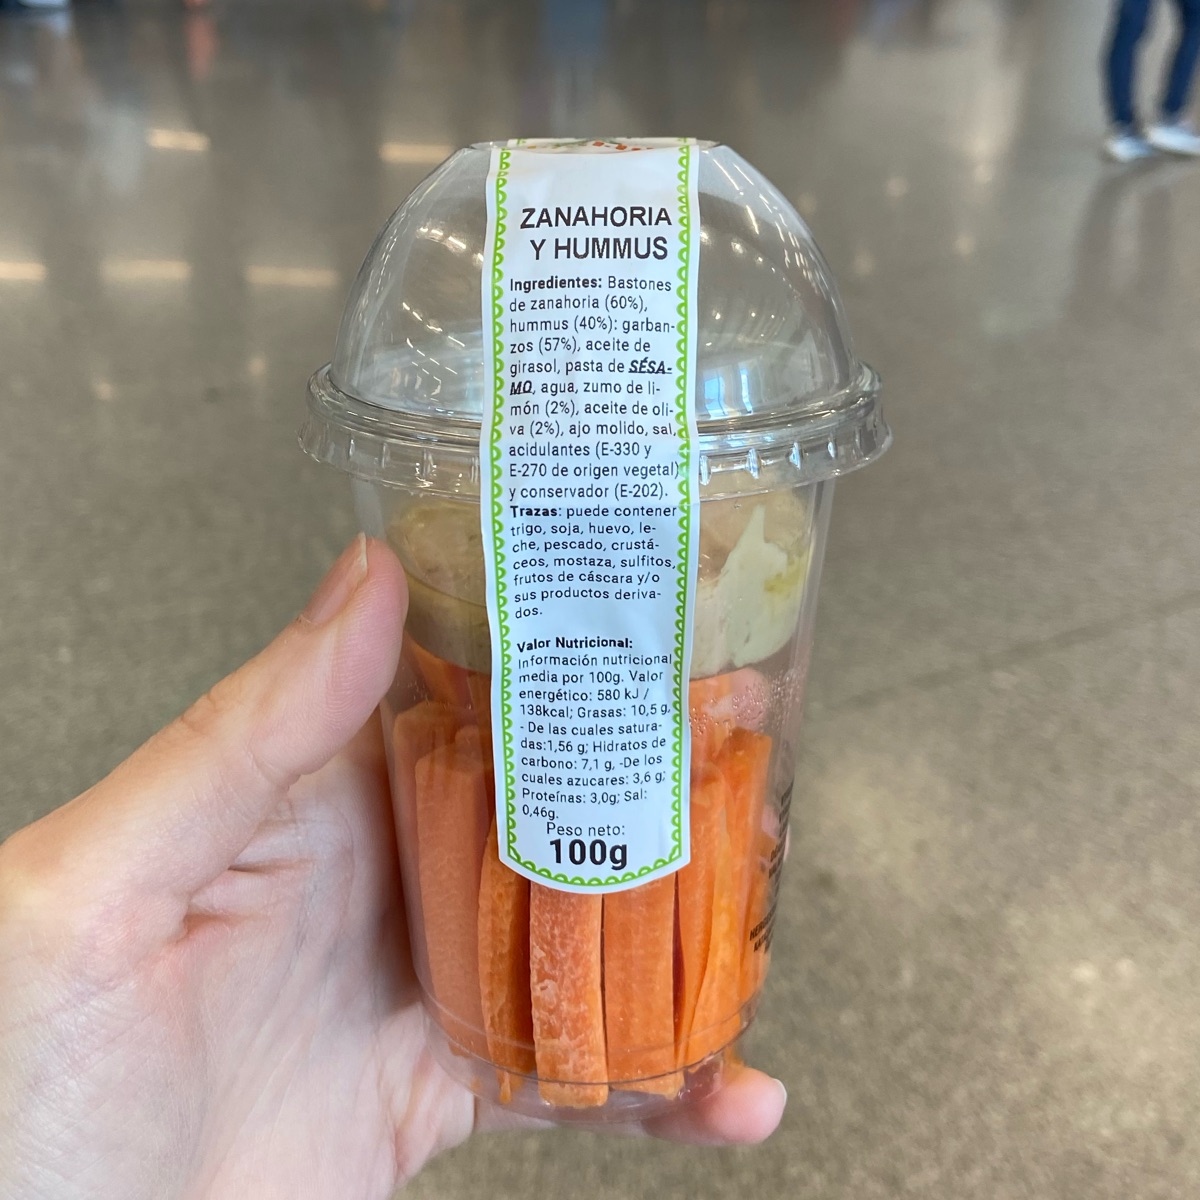 ZANAHORIA
Y HUMMUS
Ingredientes: Bastones
de zanahoria (60%),
hummus (40%): garban-
zos (57%), aceite de
girasol, pasta de SÉSA-
MO, agua, zumo de li-
món (2%), aceite de oli-
va (2%), ajo molido, sal,
acidulantes (E-330 y
E-270 de origen vegetal)
y conservador (E-202).
Trazas: puede contener
trigo, soja, huevo, le-
che, pescado, crustá-
ceos, mostaza, sulfitos,
frutos de cáscara y/o
sus productos deriva-
dos.
Valor Nutricional:
Información nutricional
media por 100g. Valor
energético: 580 kJ /
138kcal; Grasas: 10,5 g,
- De las cuales satura-
das:1,56 g; Hidratos de
carbono: 7,1 g, -De los
cuales azucares: 3,6 g;
Proteínas: 3,0g; Sal:
0,46g.
Peso neto:
100g